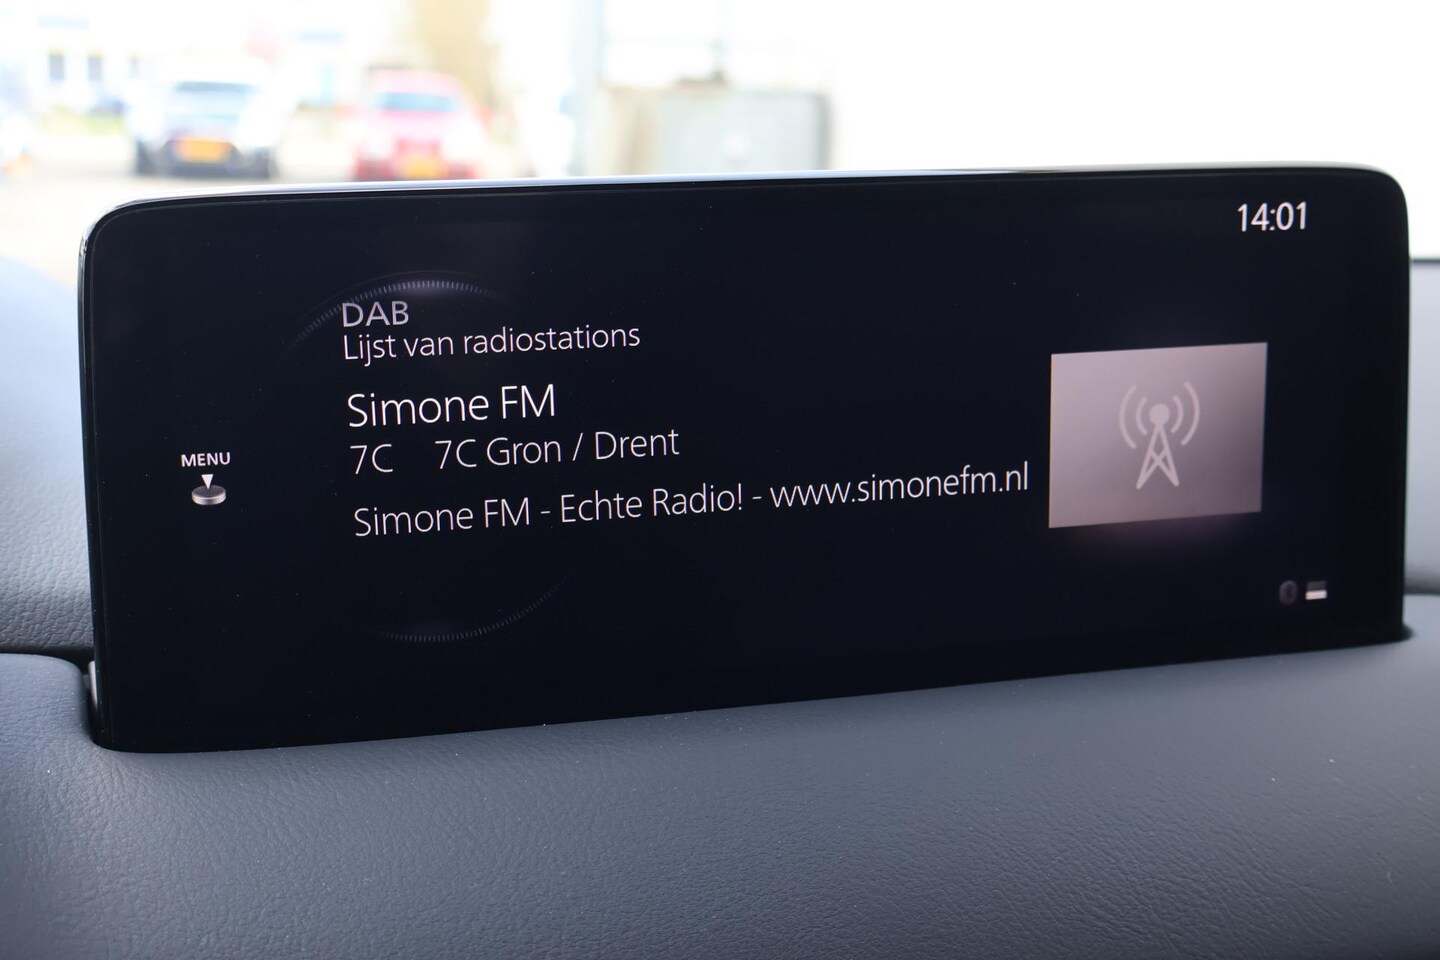 14:01
DAB
Lijst van radiostations
Simone FM
7C 7C Gron / Drent
Simone FM - Echte Radio! - www.simonefm.nl
MENU